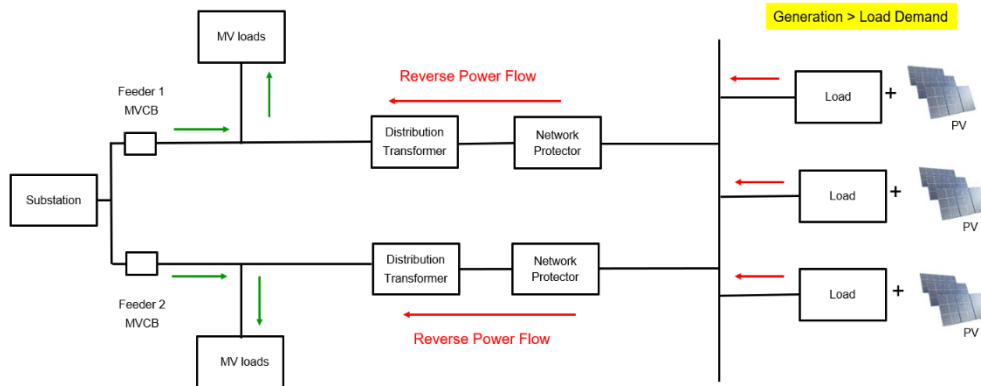 Generation > Load Demand
MV loads
Reverse Power Flow
Feeder 1
MVCB
Load
+
PV
Distribution
Transformer
Network
Protector
Substation
Load
+
PV
Distribution
Transformer
Network
Protector
Load
+
PV
Feeder 2
MVCB
Reverse Power Flow
MV loads